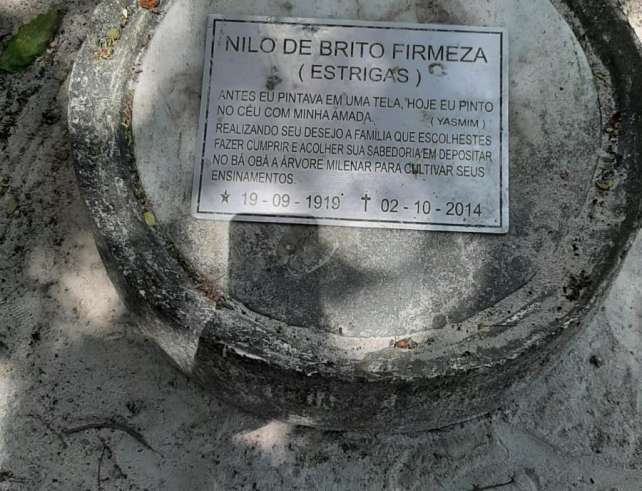 NILO DE BRITO FIRMEZA
( ESTRIGAS )
ANTES EU PINTAVA EM UMA TELA, HOJE EU PINTO
NO CÉU COM MINHA AMADA. ( YASMIM )
REALIZANDO SEU DESEJO A FAMILIA QUE ESCOLHESTES
FAZER CUMPRIR E ACOLHER SUA SABEDORIA EM DEPOSITAR
NO BÁ OBÁ A ÁRVORE MILENAR PARA CULTIVAR SEUS
ENSINAMENTOS.
★ 19 - 09 - 1919 ✝ 02 - 10 - 2014